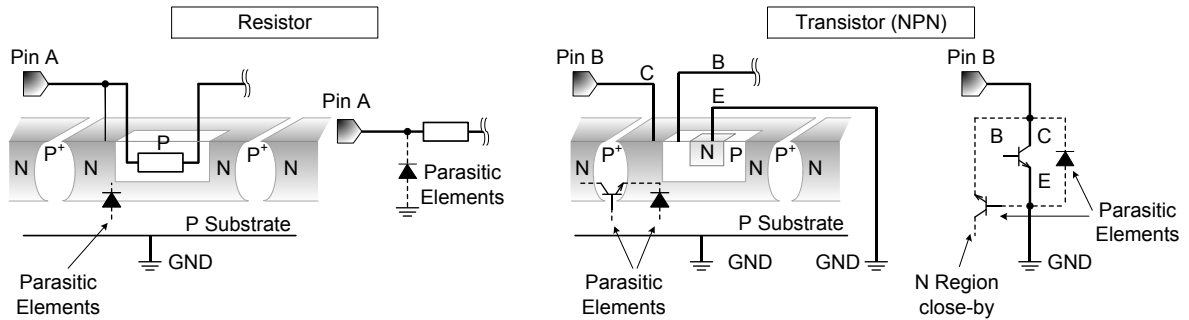 Resistor
Pin A
N
P+
N
P
N
P+
N
Parasitic
Elements
P Substrate
GND
Pin A
Parasitic
Elements
Transistor (NPN)
Pin B
C
B
E
N
P+
N
N
P
N
P+
N
P Substrate
Parasitic
Elements
GND
GND
Pin B
B
C
E
Parasitic
Elements
N Region
close-by
GND